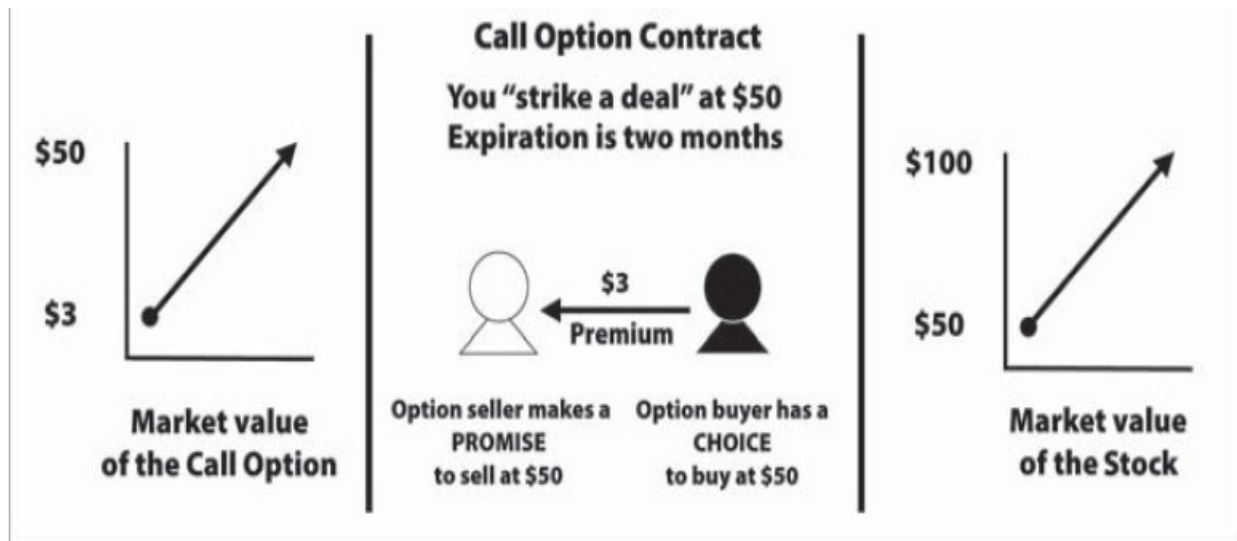 Call Option Contract
You “strike a deal” at $50
Expiration is two months
$50
$3
Market value
of the Call Option
$3
Premium
Option seller makes a
PROMISE
to sell at $50
Option buyer has a
CHOICE
to buy at $50
$100
$50
Market value
of the Stock